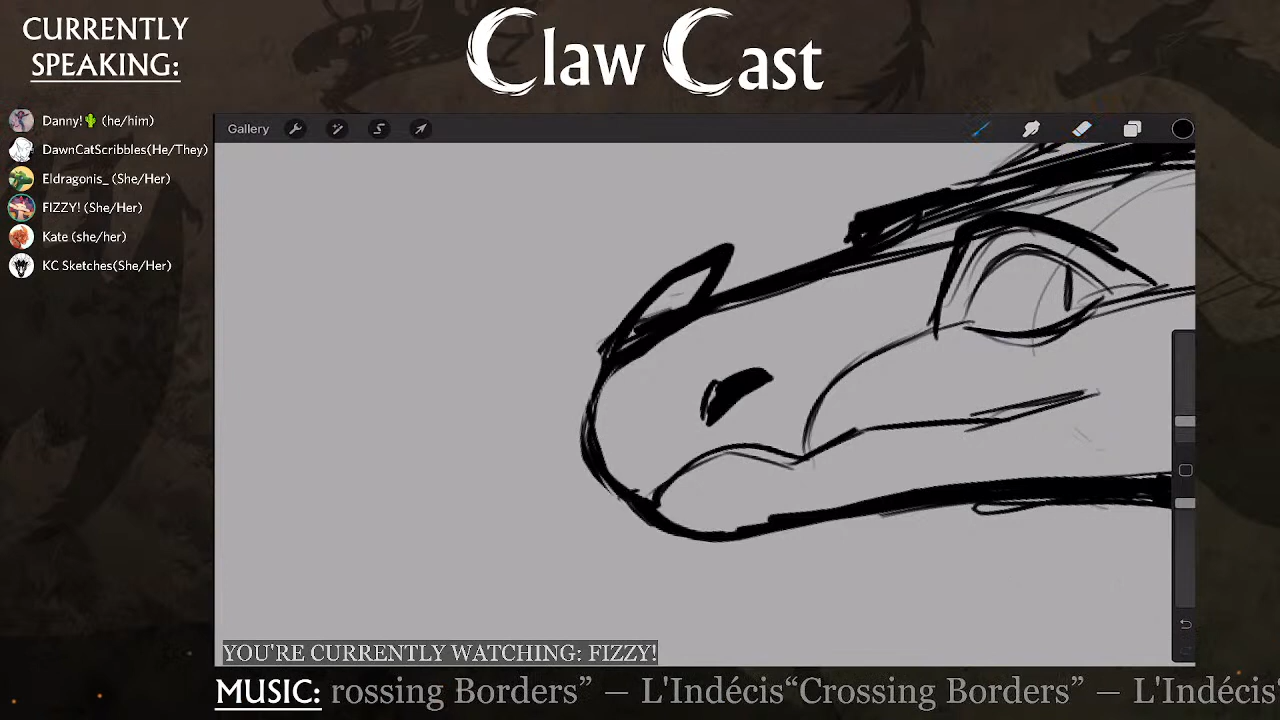 CURRENTLY
SPEAKING:
Claw Cast
Danny!🌵 (he/him)
DawnCatScribbles(He/They)
Eldragonis_ (She/Her)
FIZZY! (She/Her)
Kate (she/her)
KC Sketches(She/Her)
Gallery
YOU'RE CURRENTLY WATCHING: FIZZY!
MUSIC: rossing Borders” — L'Indécis“Crossing Borders” — L'Indécis“